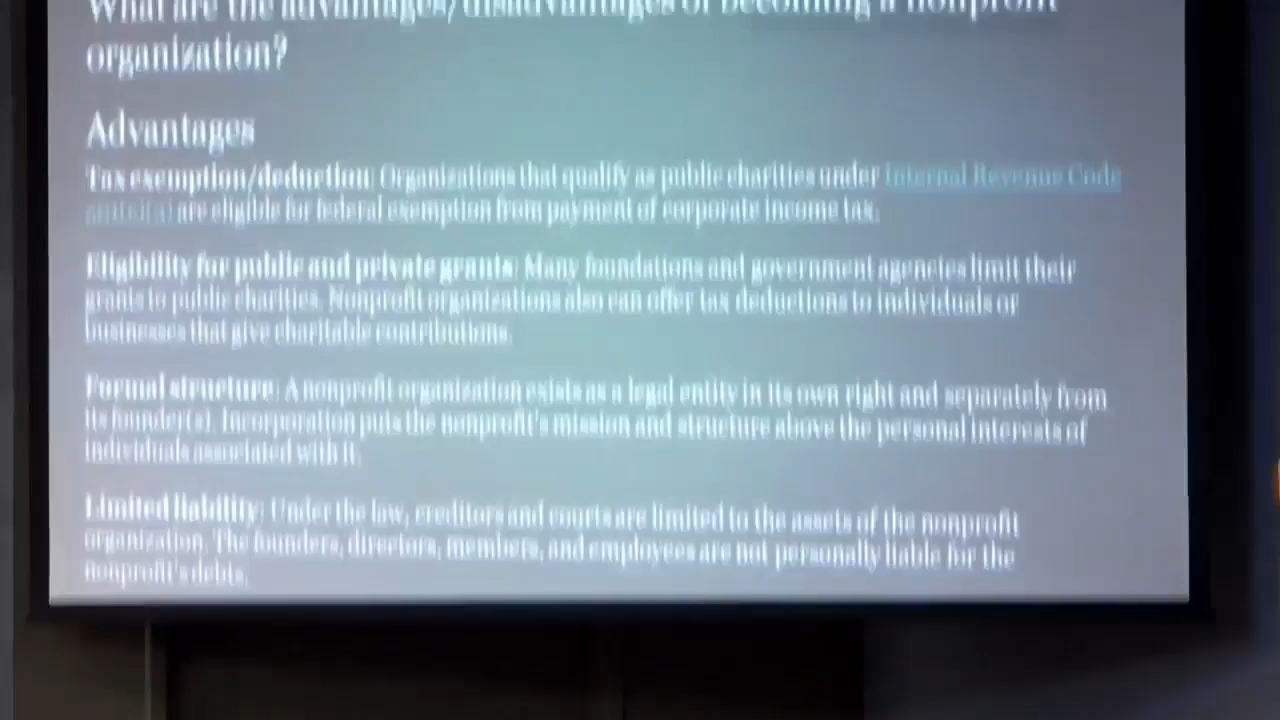 What are the advantages/disadvantages of becoming a nonprofit
organization?
Advantages
Tax exemption/deduction: Organizations that qualify as public charities under Internal Revenue Code
are eligible for federal exemption from payment of corporate income tax.
Eligibility for public and private grants: Many foundations and government agencies limit their
grants to public charities. Nonprofit organizations also can offer tax deductions to individuals or
businesses that give charitable contributions.
Formal structure: A nonprofit organization exists as a legal entity in its own right and separately from
its founder(s). Incorporation puts the nonprofit's mission and structure above the personal interests of
individuals associated with it.
Limited liability: Under the law, creditors and courts are limited to the assets of the nonprofit
organization. The founders, directors, members, and employees are not personally liable for the
nonprofit's debts.